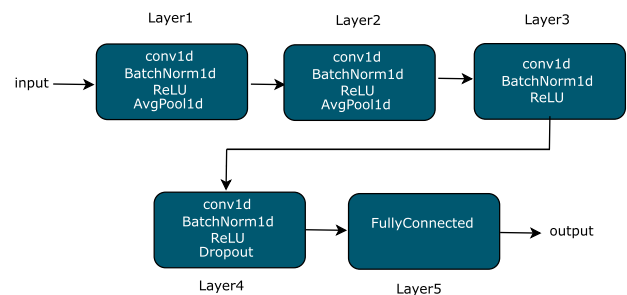 Layer1
Layer2
Layer3
input
conv1d
BatchNorm1d
ReLU
AvgPool1d
conv1d
BatchNorm1d
ReLU
AvgPool1d
conv1d
BatchNorm1d
ReLU
conv1d
BatchNorm1d
ReLU
Dropout
FullyConnected
output
Layer4
Layer5